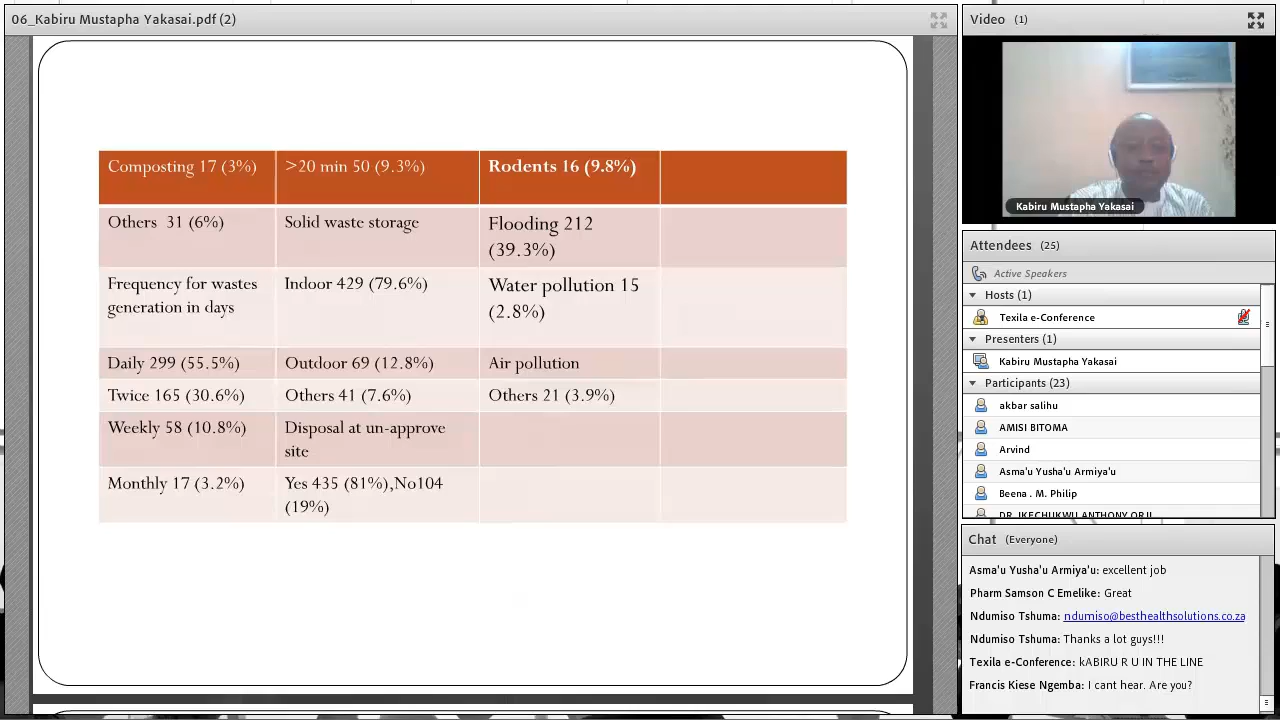 06_Kabiru Mustapha Yakasai.pdf (2)
Composting 17 (3%)
>20 min 50 (9.3%)
Rodents 16 (9.8%)
Others  31 (6%)
Solid waste storage
Flooding 212
(39.3%)
Frequency for wastes
generation in days
Indoor 429 (79.6%)
Water pollution 15
(2.8%)
Daily 299 (55.5%)
Outdoor 69 (12.8%)
Air pollution
Twice 165 (30.6%)
Others 41 (7.6%)
Others 21 (3.9%)
Weekly 58 (10.8%)
Disposal at un-approve
site
Monthly 17 (3.2%)
Yes 435 (81%),No104
(19%)
Video (1)
Kabiru Mustapha Yakasai
Attendees (25)
Active Speakers
Hosts (1)
Texila e-Conference
Presenters (1)
Kabiru Mustapha Yakasai
Participants (23)
akbar salihu
AMISI BITOMA
Arvind
Asma'u Yusha'u Armiya'u
Beena . M. Philip
DR. IKECHUKWU ANTHONY ORJI
Chat (Everyone)
Asma'u Yusha'u Armiya'u: excellent job
Pharm Samson C Emelike: Great
Ndumiso Tshuma: ndumiso@besthealthsolutions.co.za
Ndumiso Tshuma: Thanks a lot guys!!!
Texila e-Conference: kABIRU R U IN THE LINE
Francis Kiese Ngemba: I cant hear. Are you?